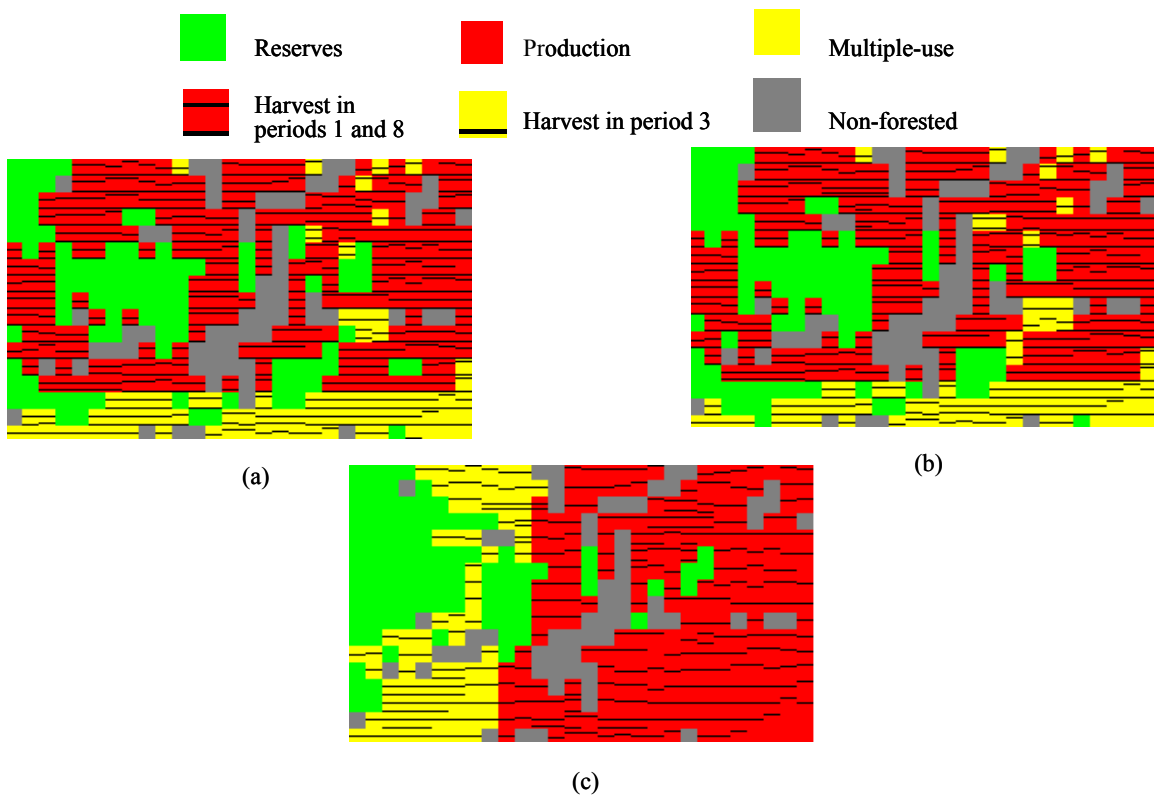 Reserves
Production
Multiple-use
Harvest in
periods 1 and 8
Harvest in period 3
Non-forested
(a)
(b)
(c)